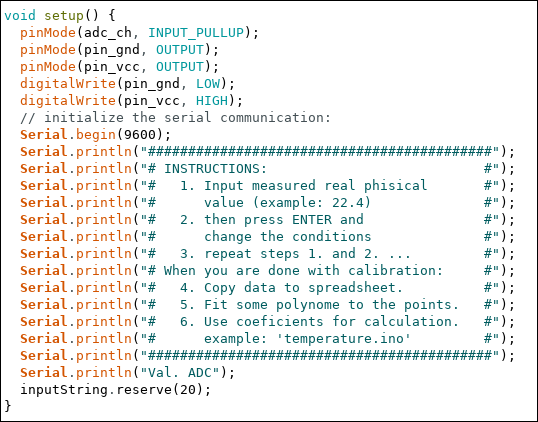 void setup() {
  pinMode(adc_ch, INPUT_PULLUP);
  pinMode(pin_gnd, OUTPUT);
  pinMode(pin_vcc, OUTPUT);
  digitalWrite(pin_gnd, LOW);
  digitalWrite(pin_vcc, HIGH);
  // initialize the serial communication:
  Serial.begin(9600);
  Serial.println("###########################################");
  Serial.println("# INSTRUCTIONS:                           #");
  Serial.println("#   1. Input measured real phisical       #");
  Serial.println("#      value (example: 22.4)              #");
  Serial.println("#   2. then press ENTER and               #");
  Serial.println("#      change the conditions              #");
  Serial.println("#   3. repeat steps 1. and 2. ...         #");
  Serial.println("# When you are done with calibration:     #");
  Serial.println("#   4. Copy data to spreadsheet.          #");
  Serial.println("#   5. Fit some polynome to the points.   #");
  Serial.println("#   6. Use coeficients for calculation.   #");
  Serial.println("#      example: 'temperature.ino'         #");
  Serial.println("###########################################");
  Serial.println("Val. ADC");
  inputString.reserve(20);
}